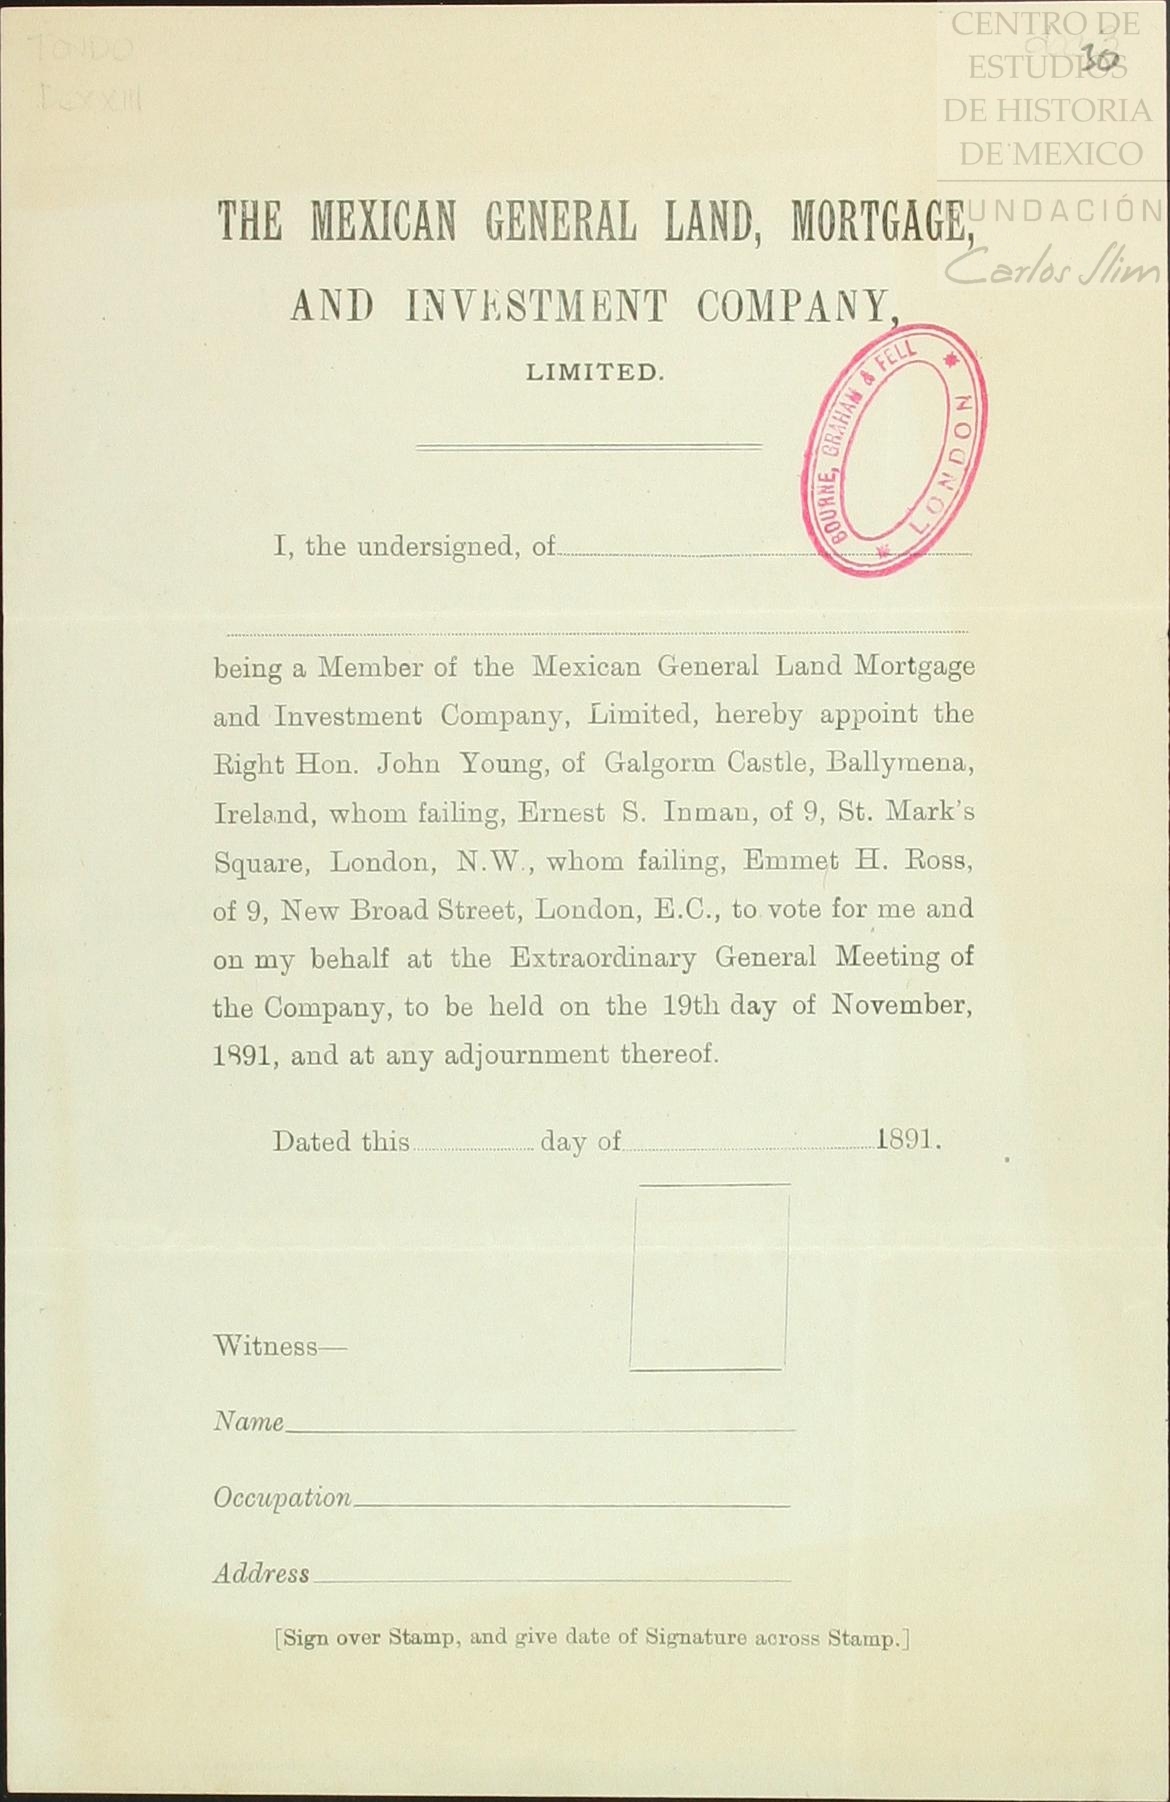 FONDO
LXXIII
30
CENTRO DE
ESTUDIOS
DE HISTORIA
DE MEXICO
FUNDACIÓN
Carlos Slim
THE MEXICAN GENERAL LAND, MORTGAGE,
AND INVESTMENT COMPANY,
LIMITED.
BOURNE, GRAHAM & FELL
* LONDON *
I, the undersigned, of
being a Member of the Mexican General Land Mortgage
and Investment Company, Limited, hereby appoint the
Right Hon. John Young, of Galgorm Castle, Ballymena,
Ireland, whom failing, Ernest S. Inman, of 9, St. Mark's
Square, London, N.W., whom failing, Emmet H. Ross,
of 9, New Broad Street, London, E.C., to vote for me and
on my behalf at the Extraordinary General Meeting of
the Company, to be held on the 19th day of November,
1891, and at any adjournment thereof.
Dated this day of 1891.
Witness—
Name
Occupation
Address
[Sign over Stamp, and give date of Signature across Stamp.]